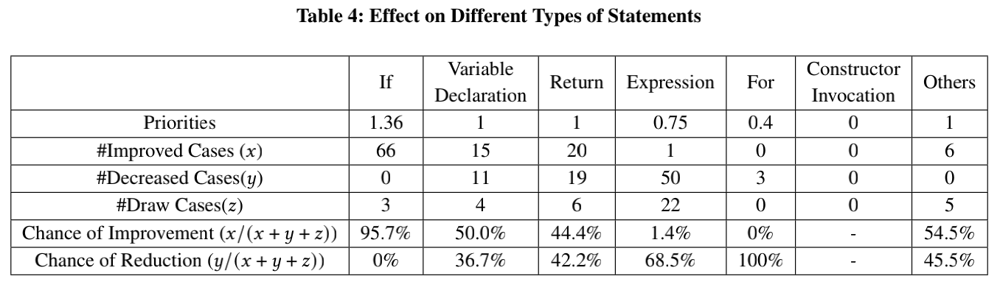 Table 4: Effect on Different Types of Statements
If Variable Declaration Return Expression For Constructor Invocation Others
Priorities 1.36 1 1 0.75 0.4 0 1
#Improved Cases (x) 66 15 20 1 0 0 6
#Decreased Cases(y) 0 11 19 50 3 0 0
#Draw Cases(z) 3 4 6 22 0 0 5
Chance of Improvement (x/(x + y + z)) 95.7% 50.0% 44.4% 1.4% 0% - 54.5%
Chance of Reduction (y/(x + y + z)) 0% 36.7% 42.2% 68.5% 100% - 45.5%